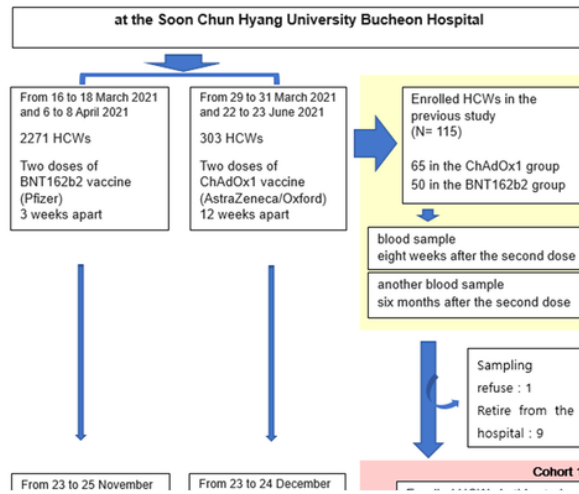 at the Soon Chun Hyang University Bucheon Hospital
From 16 to 18 March 2021
and 6 to 8 April 2021
2271 HCWs
Two doses of
BNT162b2 vaccine
(Pfizer)
3 weeks apart
From 29 to 31 March 2021
and 22 to 23 June 2021
303 HCWs
Two doses of
ChAdOx1 vaccine
(AstraZeneca/Oxford)
12 weeks apart
Enrolled HCWs in the
previous study
(N= 115)
65 in the ChAdOx1 group
50 in the BNT162b2 group
blood sample
eight weeks after the second dose
another blood sample
six months after the second dose
Sampling
refuse : 1
Retire from the
hospital : 9
From 23 to 25 November
From 23 to 24 December
Cohort 1
Enrolled HCWs in